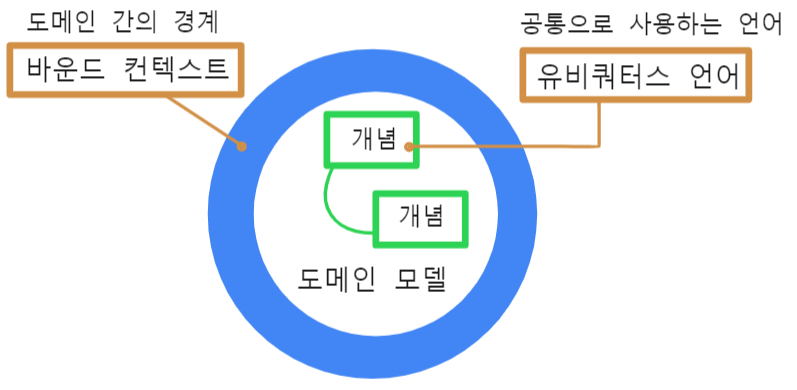 도메인 간의 경계
바운드 컨텍스트
공통으로 사용하는 언어
유비쿼터스 언어
개념
개념
도메인 모델